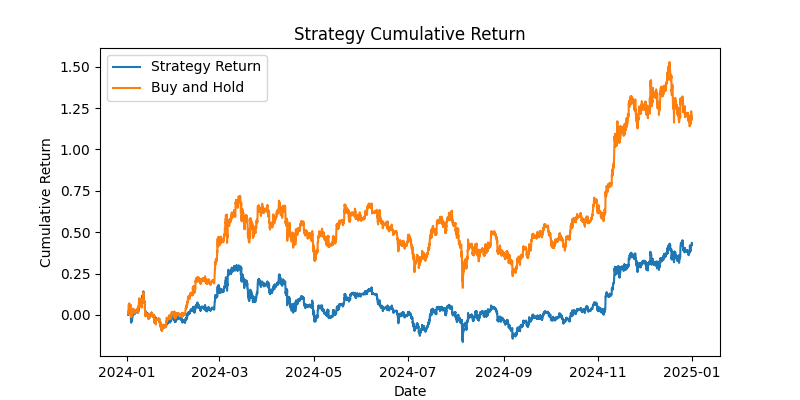 Strategy Cumulative Return
Strategy Return
Buy and Hold
Cumulative Return
1.50
1.25
1.00
0.75
0.50
0.25
0.00
2024-01 2024-03 2024-05 2024-07 2024-09 2024-11 2025-01
Date